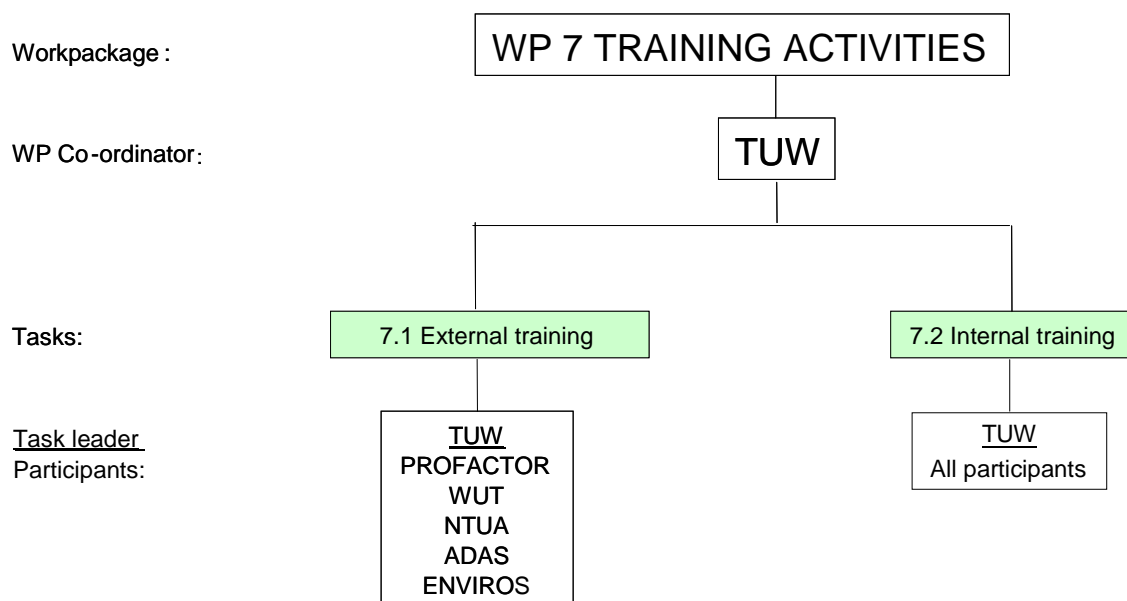 Workpackage : WP 7 TRAINING ACTIVITIES
WP Co-ordinator: TUW
Tasks: 7.1 External training 7.2 Internal training
Task leader TUW TUW
Participants: PROFACTOR All participants
WUT
NTUA
ADAS
ENVIROS